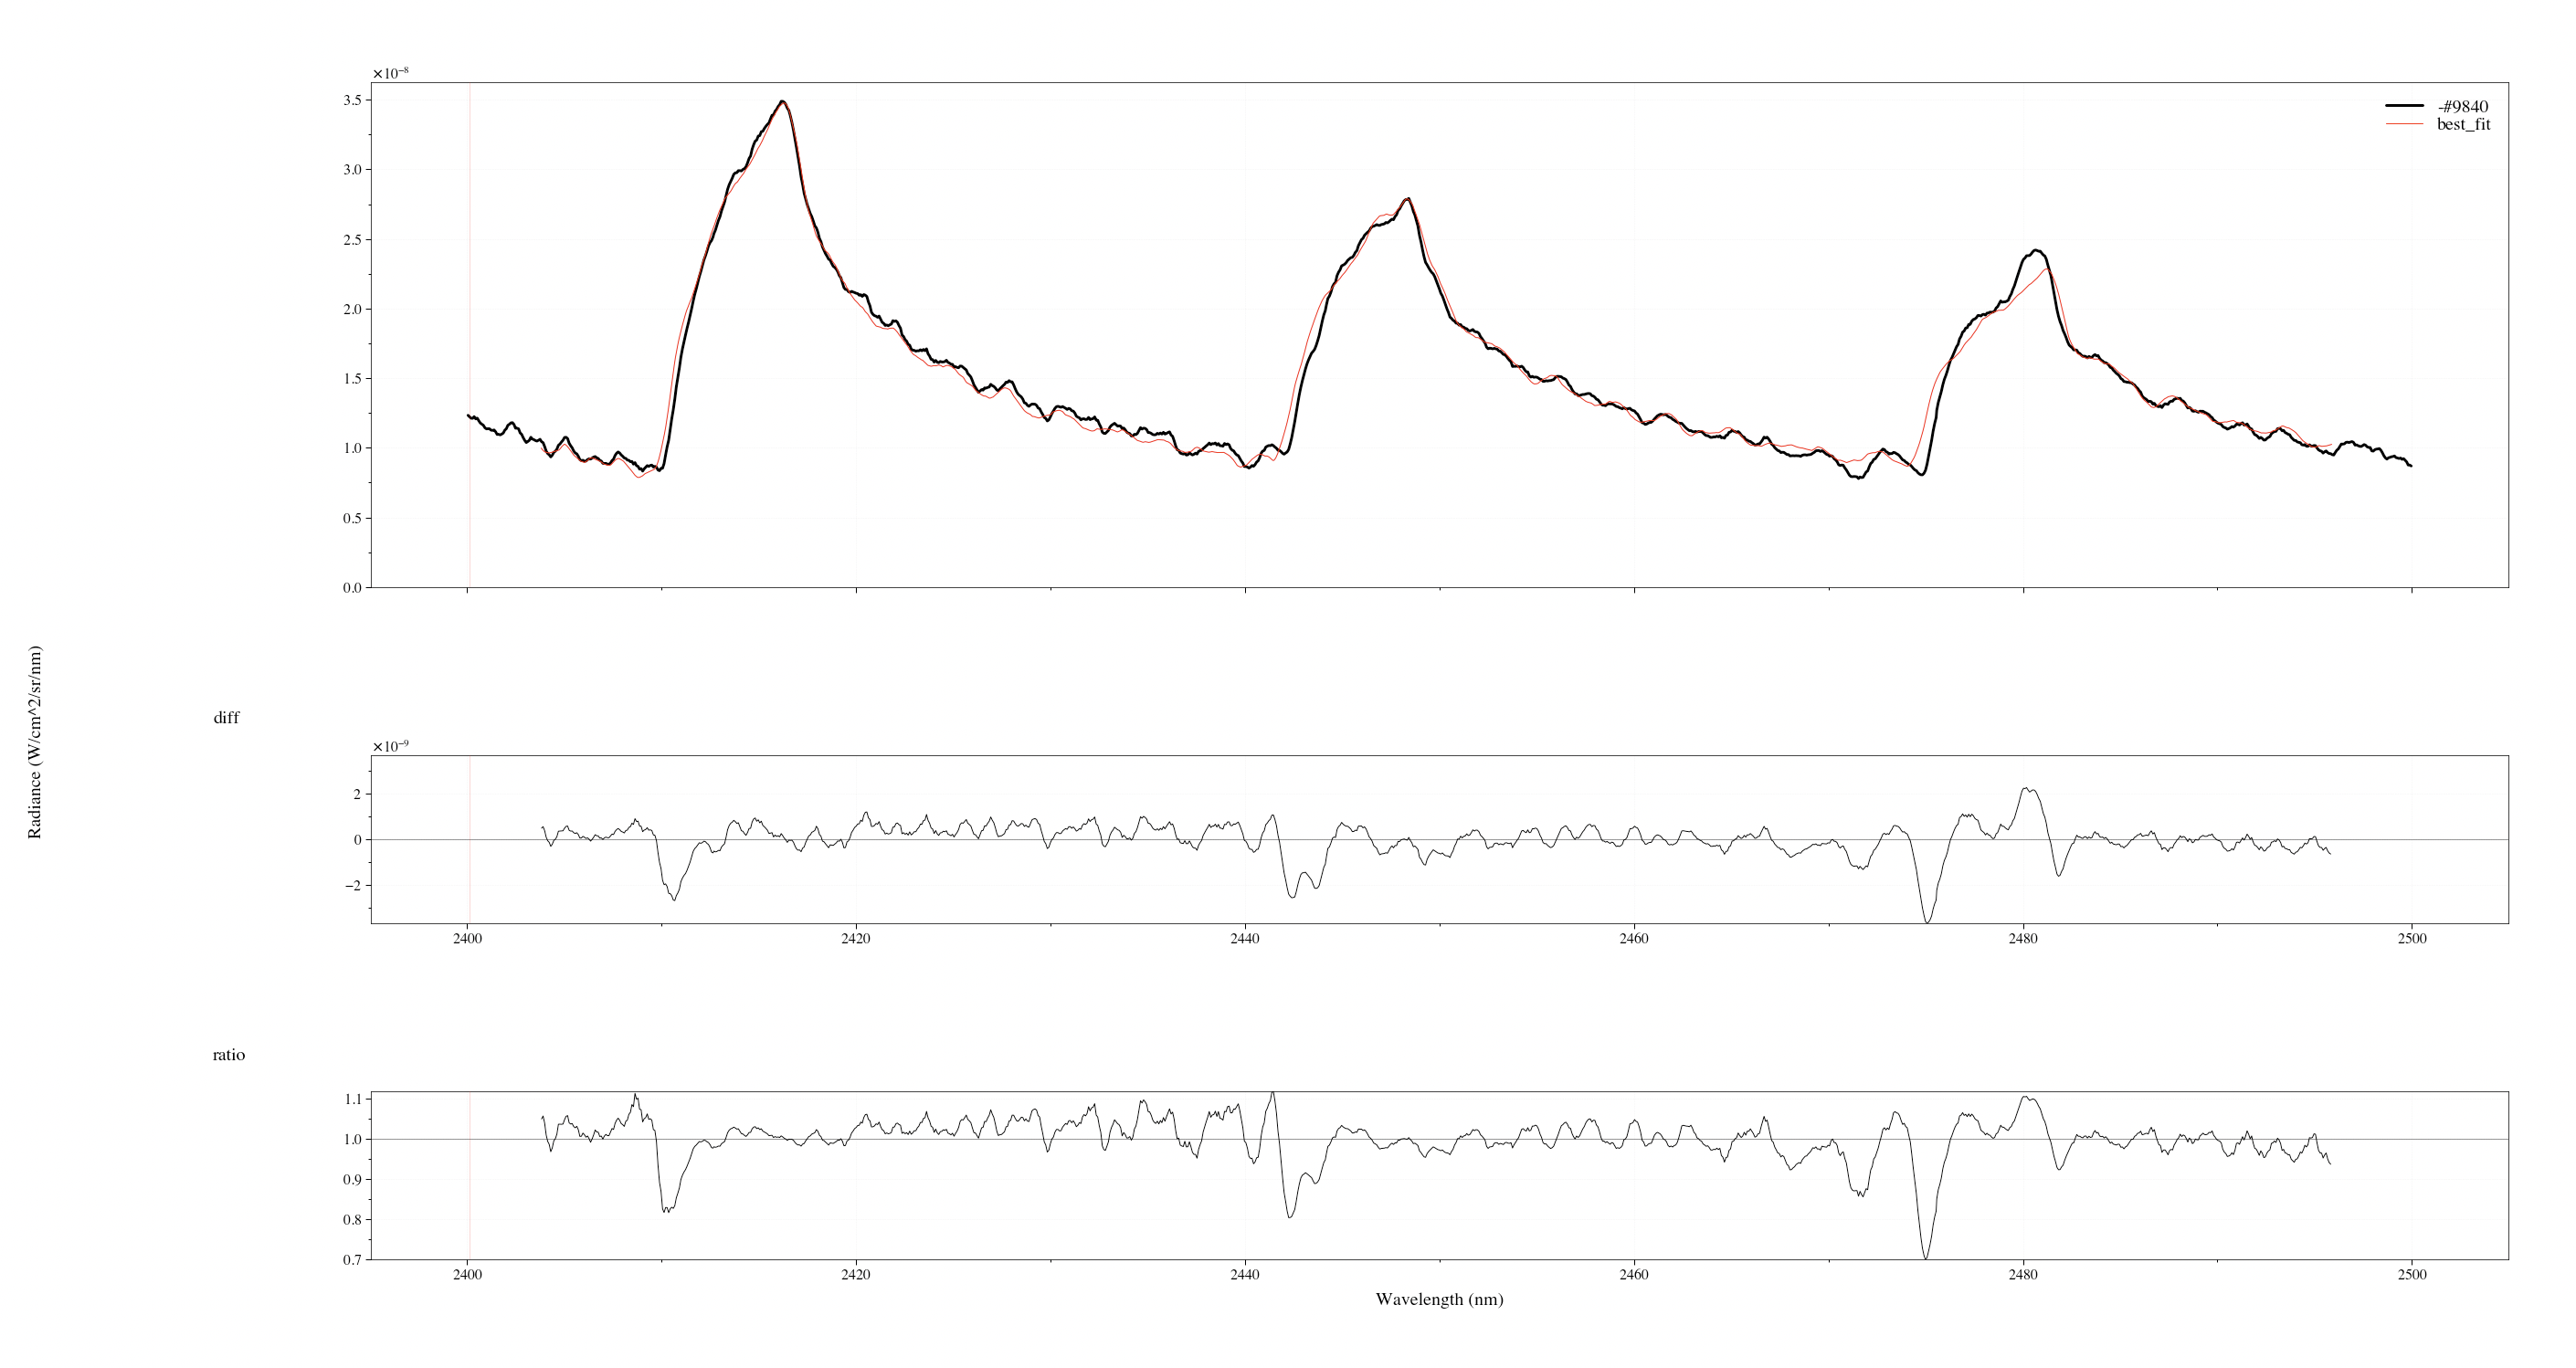 ×10⁻⁸
3.5
3.0
2.5
2.0
1.5
1.0
0.5
0.0
-#9840
best_fit
Radiance (W/cm^2/sr/nm)
diff
×10⁻⁹
2
0
−2
2400 2420 2440 2460 2480 2500
ratio
1.1
1.0
0.9
0.8
0.7
2400 2420 2440 2460 2480 2500
Wavelength (nm)